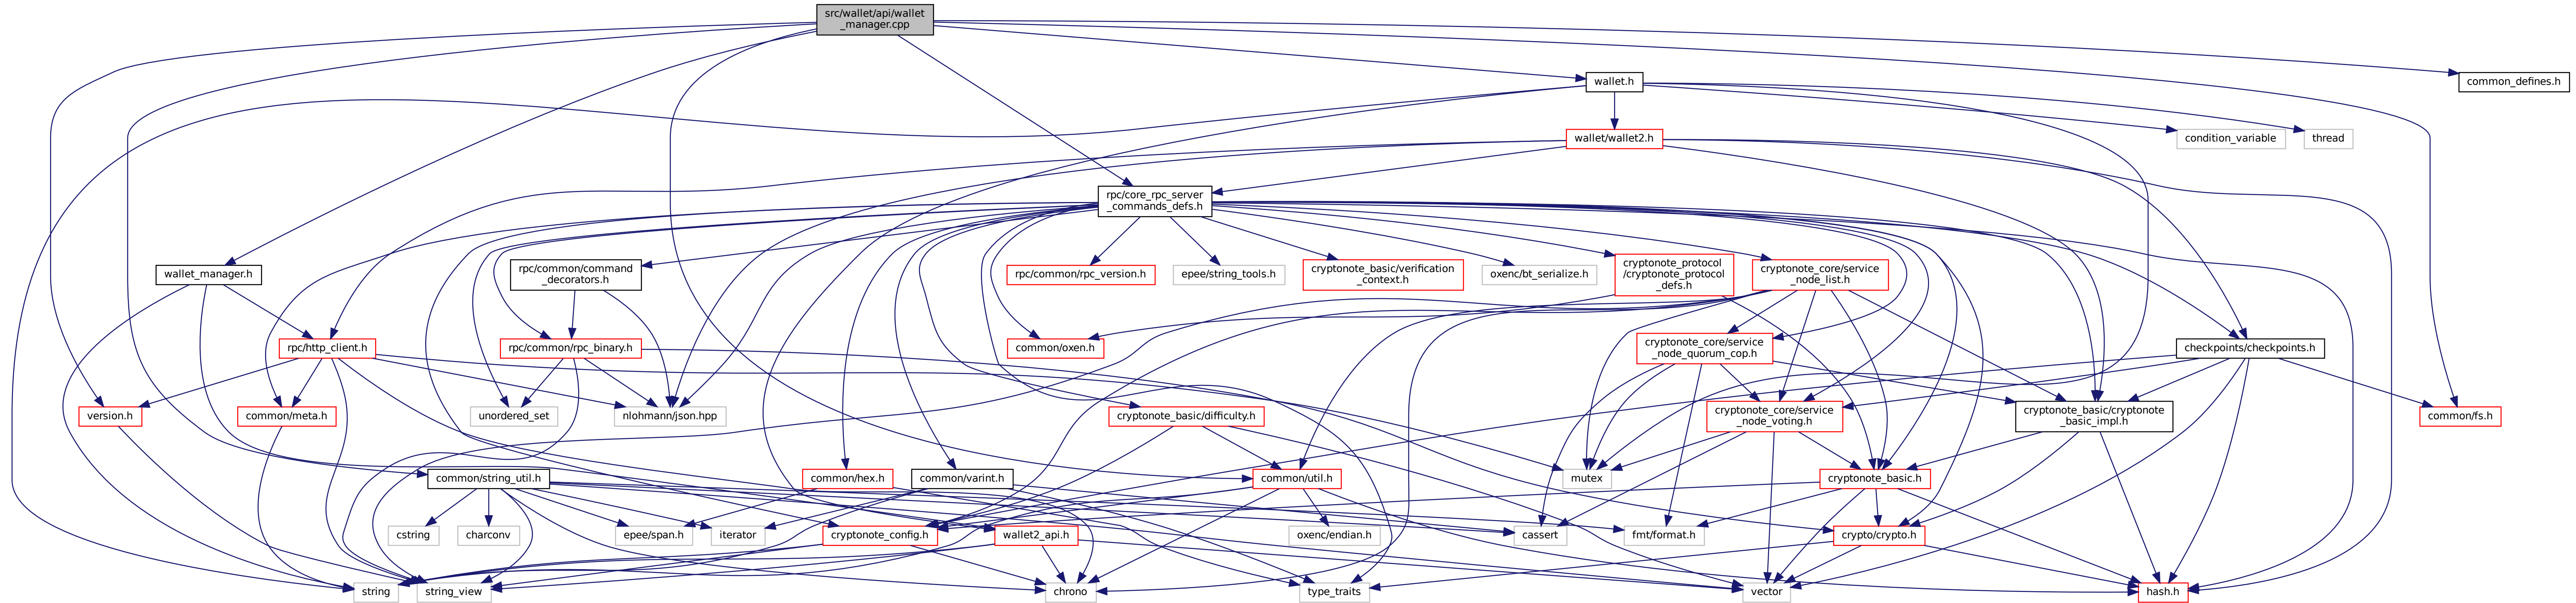 src/wallet/api/wallet
_manager.cpp
wallet.h
common_defines.h
wallet/wallet2.h
condition_variable
thread
rpc/core_rpc_server
_commands_defs.h
wallet_manager.h
rpc/common/command
_decorators.h
rpc/common/rpc_version.h
epee/string_tools.h
cryptonote_basic/verification
_context.h
oxenc/bt_serialize.h
cryptonote_protocol
/cryptonote_protocol
_defs.h
cryptonote_core/service
_node_list.h
rpc/http_client.h
rpc/common/rpc_binary.h
common/oxen.h
cryptonote_core/service
_node_quorum_cop.h
checkpoints/checkpoints.h
version.h
common/meta.h
unordered_set
nlohmann/json.hpp
cryptonote_basic/difficulty.h
cryptonote_core/service
_node_voting.h
cryptonote_basic/cryptonote
_basic_impl.h
common/fs.h
common/string_util.h
common/hex.h
common/varint.h
common/util.h
mutex
cryptonote_basic.h
cstring
charconv
epee/span.h
iterator
cryptonote_config.h
wallet2_api.h
oxenc/endian.h
cassert
fmt/format.h
crypto/crypto.h
string
string_view
chrono
type_traits
vector
hash.h